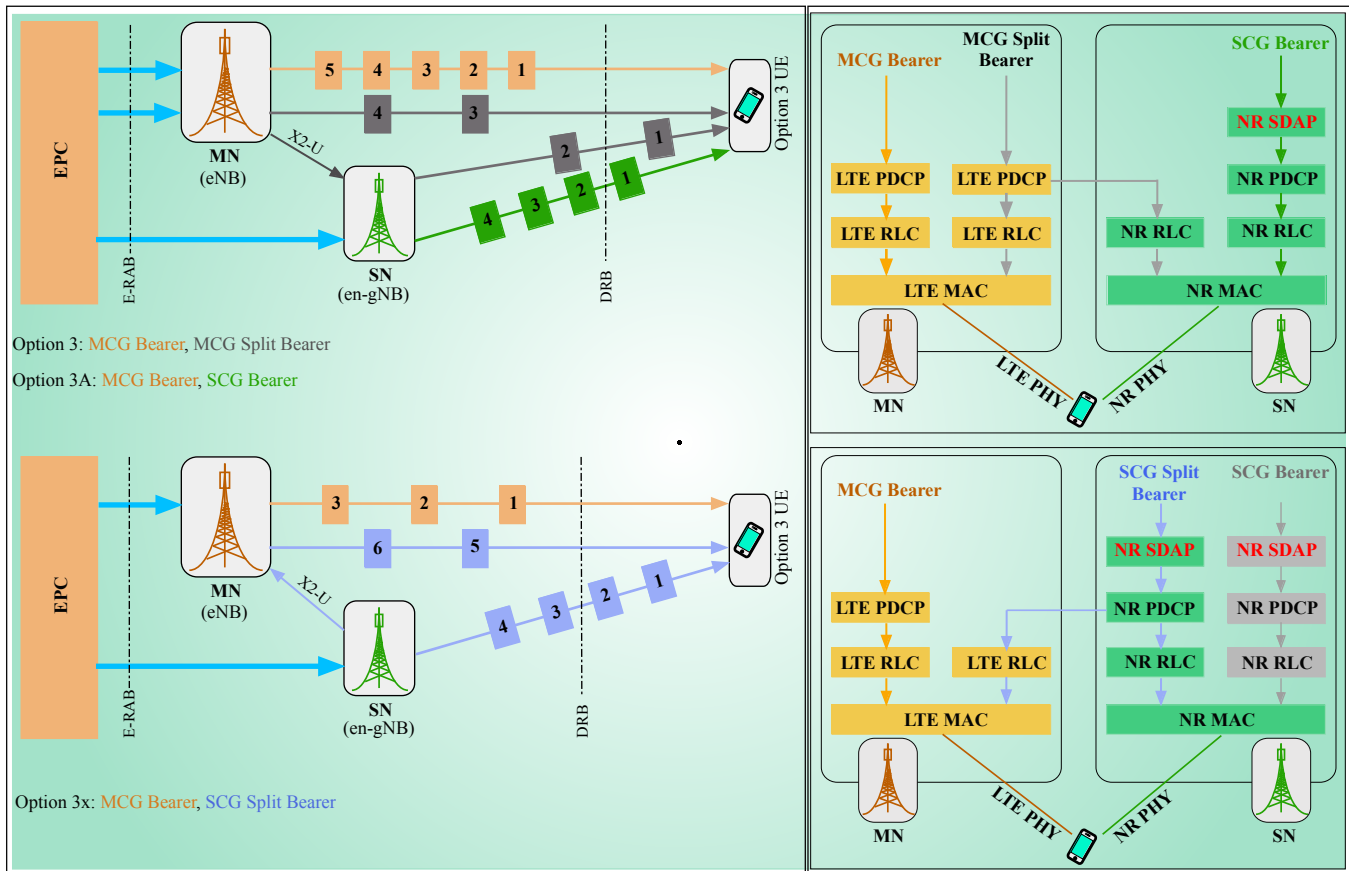 EPC
E-RAB
MN
(eNB)
5 4 3 2 1
4 3
X2-U
2 1
4 3 2 1
SN
(en-gNB)
DRB
Option 3 UE
Option 3: MCG Bearer, MCG Split Bearer
Option 3A: MCG Bearer, SCG Bearer
EPC
E-RAB
MN
(eNB)
3 2 1
6 5
X2-U
4 3 2 1
SN
(en-gNB)
DRB
Option 3 UE
Option 3x: MCG Bearer, SCG Split Bearer
MCG Bearer
MCG Split
Bearer
SCG Bearer
NR SDAP
LTE PDCP LTE PDCP NR PDCP
LTE RLC LTE RLC NR RLC NR RLC
LTE MAC NR MAC
MN
LTE PHY
NR PHY
SN
MCG Bearer
SCG Split
Bearer
SCG Bearer
NR SDAP NR SDAP
LTE PDCP NR PDCP NR PDCP
LTE RLC LTE RLC NR RLC NR RLC
LTE MAC NR MAC
MN
LTE PHY
NR PHY
SN